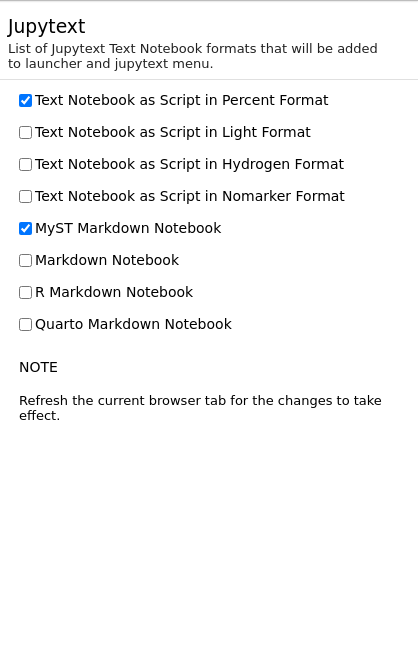 Jupytext
List of Jupytext Text Notebook formats that will be added
to launcher and jupytext menu.
Text Notebook as Script in Percent Format
Text Notebook as Script in Light Format
Text Notebook as Script in Hydrogen Format
Text Notebook as Script in Nomarker Format
MyST Markdown Notebook
Markdown Notebook
R Markdown Notebook
Quarto Markdown Notebook
NOTE
Refresh the current browser tab for the changes to take
effect.